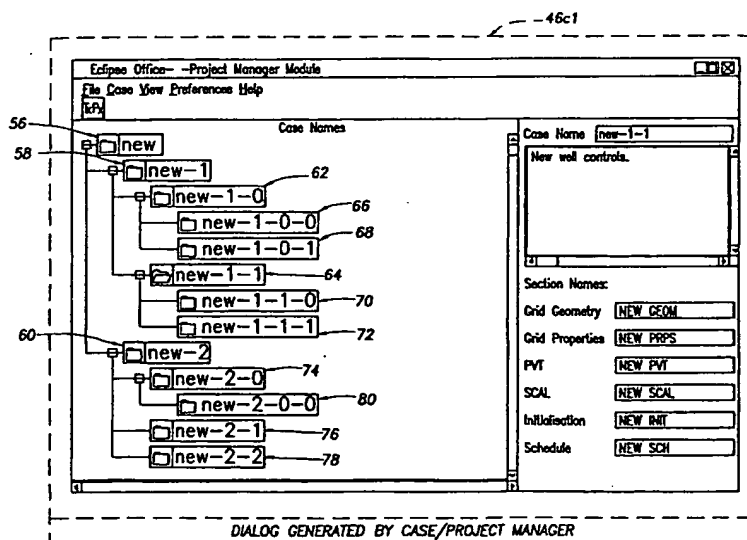 46c1
Eclipse Office- -Project Manager Module
File Case View Preferences Help
TcPx
Case Names
Case Name new-1-1
New well controls.
56 new
58 new-1
new-1-0 62
new-1-0-0 66
new-1-0-1 68
new-1-1 64
new-1-1-0 70
new-1-1-1 72
60 new-2
new-2-0 74
new-2-0-0 80
new-2-1 76
new-2-2 78
Section Names:
Grid Geometry NEW GEOM
Grid Properties NEW PRPS
PVT NEW PVT
SCAL NEW SCAL
Initialisation NEW INIT
Schedule NEW SCH
DIALOG GENERATED BY CASE/PROJECT MANAGER